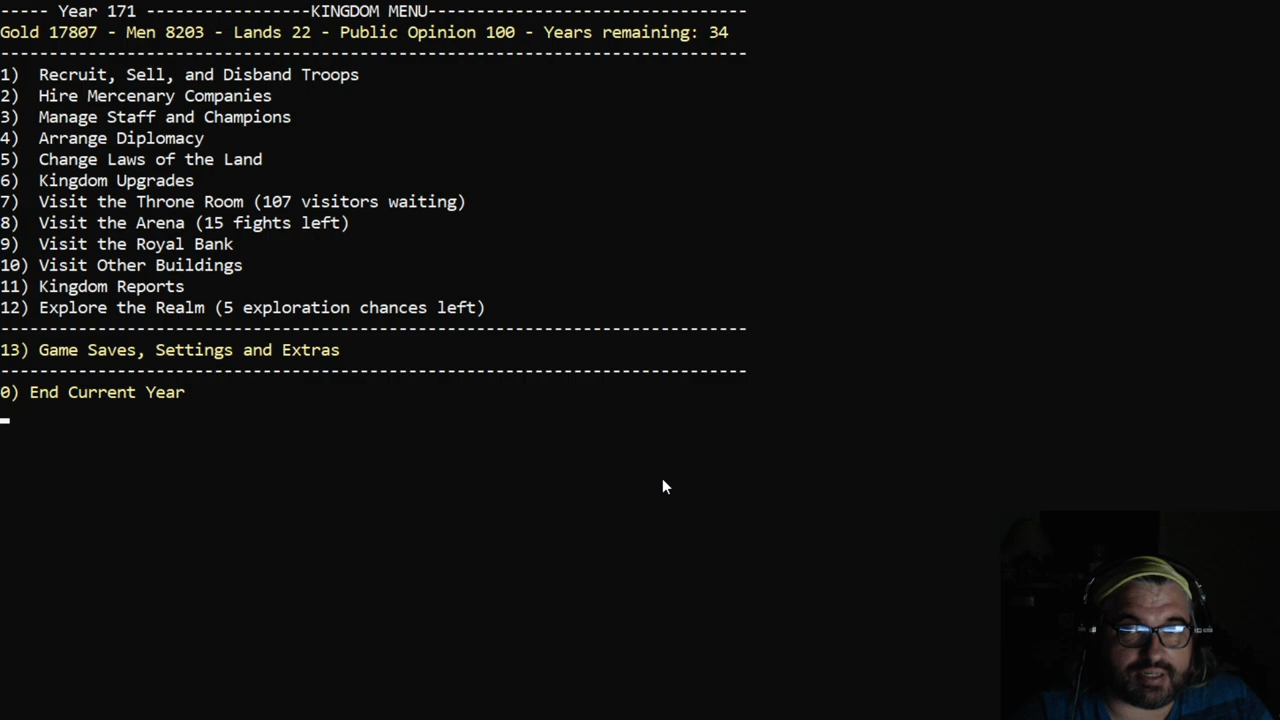 ----- Year 171 -----------------KINGDOM MENU---------------------------------
Gold 17807 - Men 8203 - Lands 22 - Public Opinion 100 - Years remaining: 34
-----------------------------------------------------------------------------
1)  Recruit, Sell, and Disband Troops
2)  Hire Mercenary Companies
3)  Manage Staff and Champions
4)  Arrange Diplomacy
5)  Change Laws of the Land
6)  Kingdom Upgrades
7)  Visit the Throne Room (107 visitors waiting)
8)  Visit the Arena (15 fights left)
9)  Visit the Royal Bank
10) Visit Other Buildings
11) Kingdom Reports
12) Explore the Realm (5 exploration chances left)
-----------------------------------------------------------------------------
13) Game Saves, Settings and Extras
-----------------------------------------------------------------------------
0) End Current Year